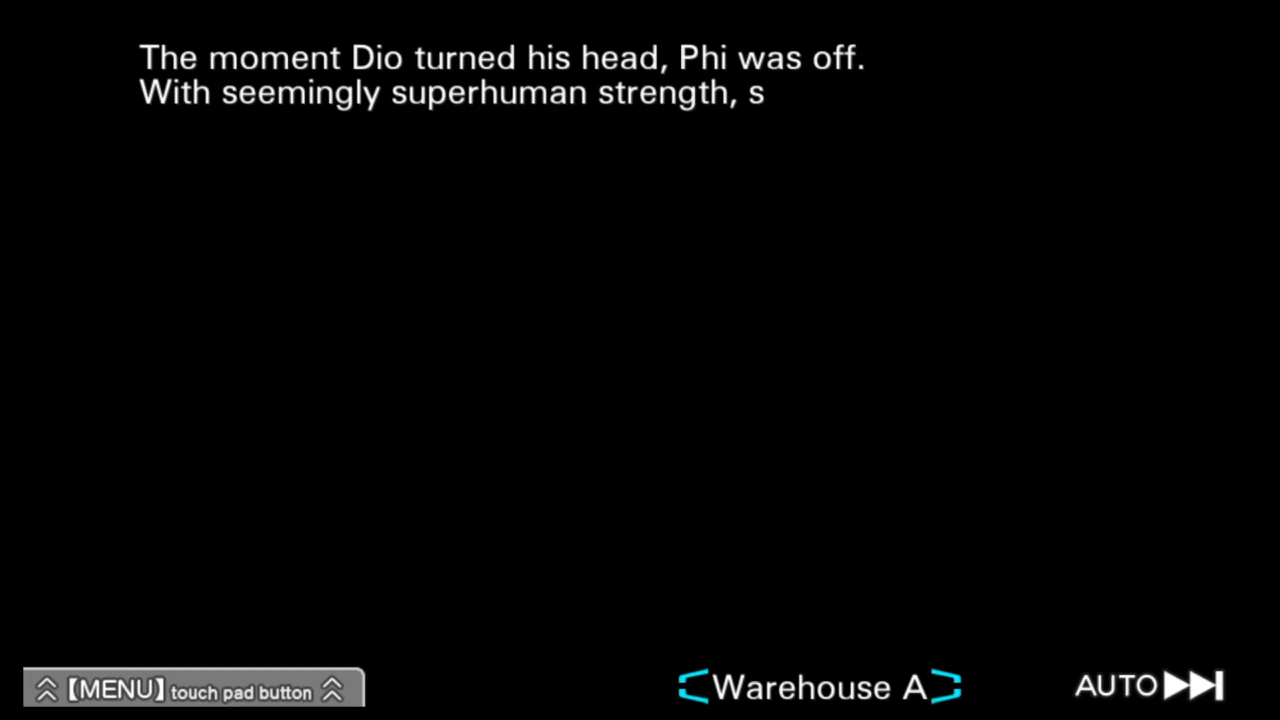 The moment Dio turned his head, Phi was off.
With seemingly superhuman strength, s
【MENU】 touch pad button
Warehouse A
AUTO